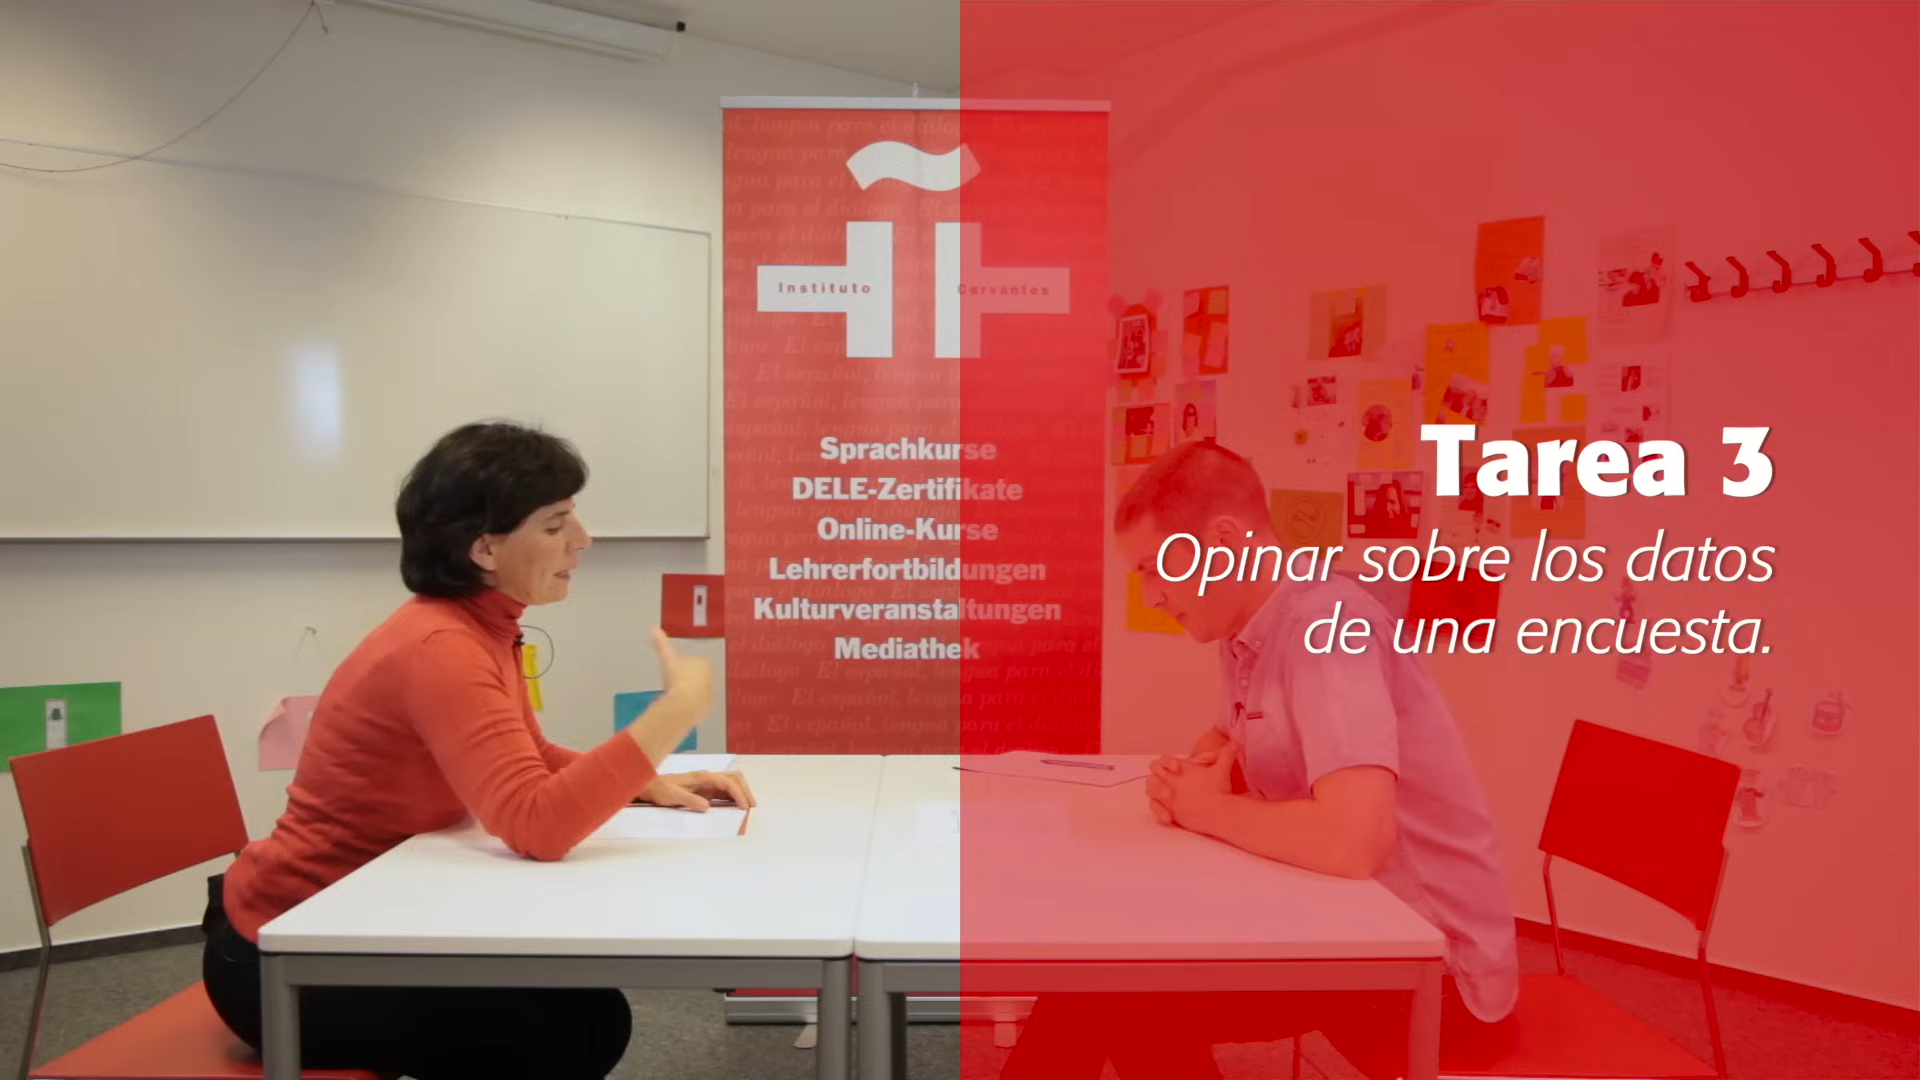 Instituto Cervantes
Sprachkurse
DELE-Zertifikate
Online-Kurse
Lehrerfortbildungen
Kulturveranstaltungen
Mediathek
Tarea 3
Opinar sobre los datos
de una encuesta.